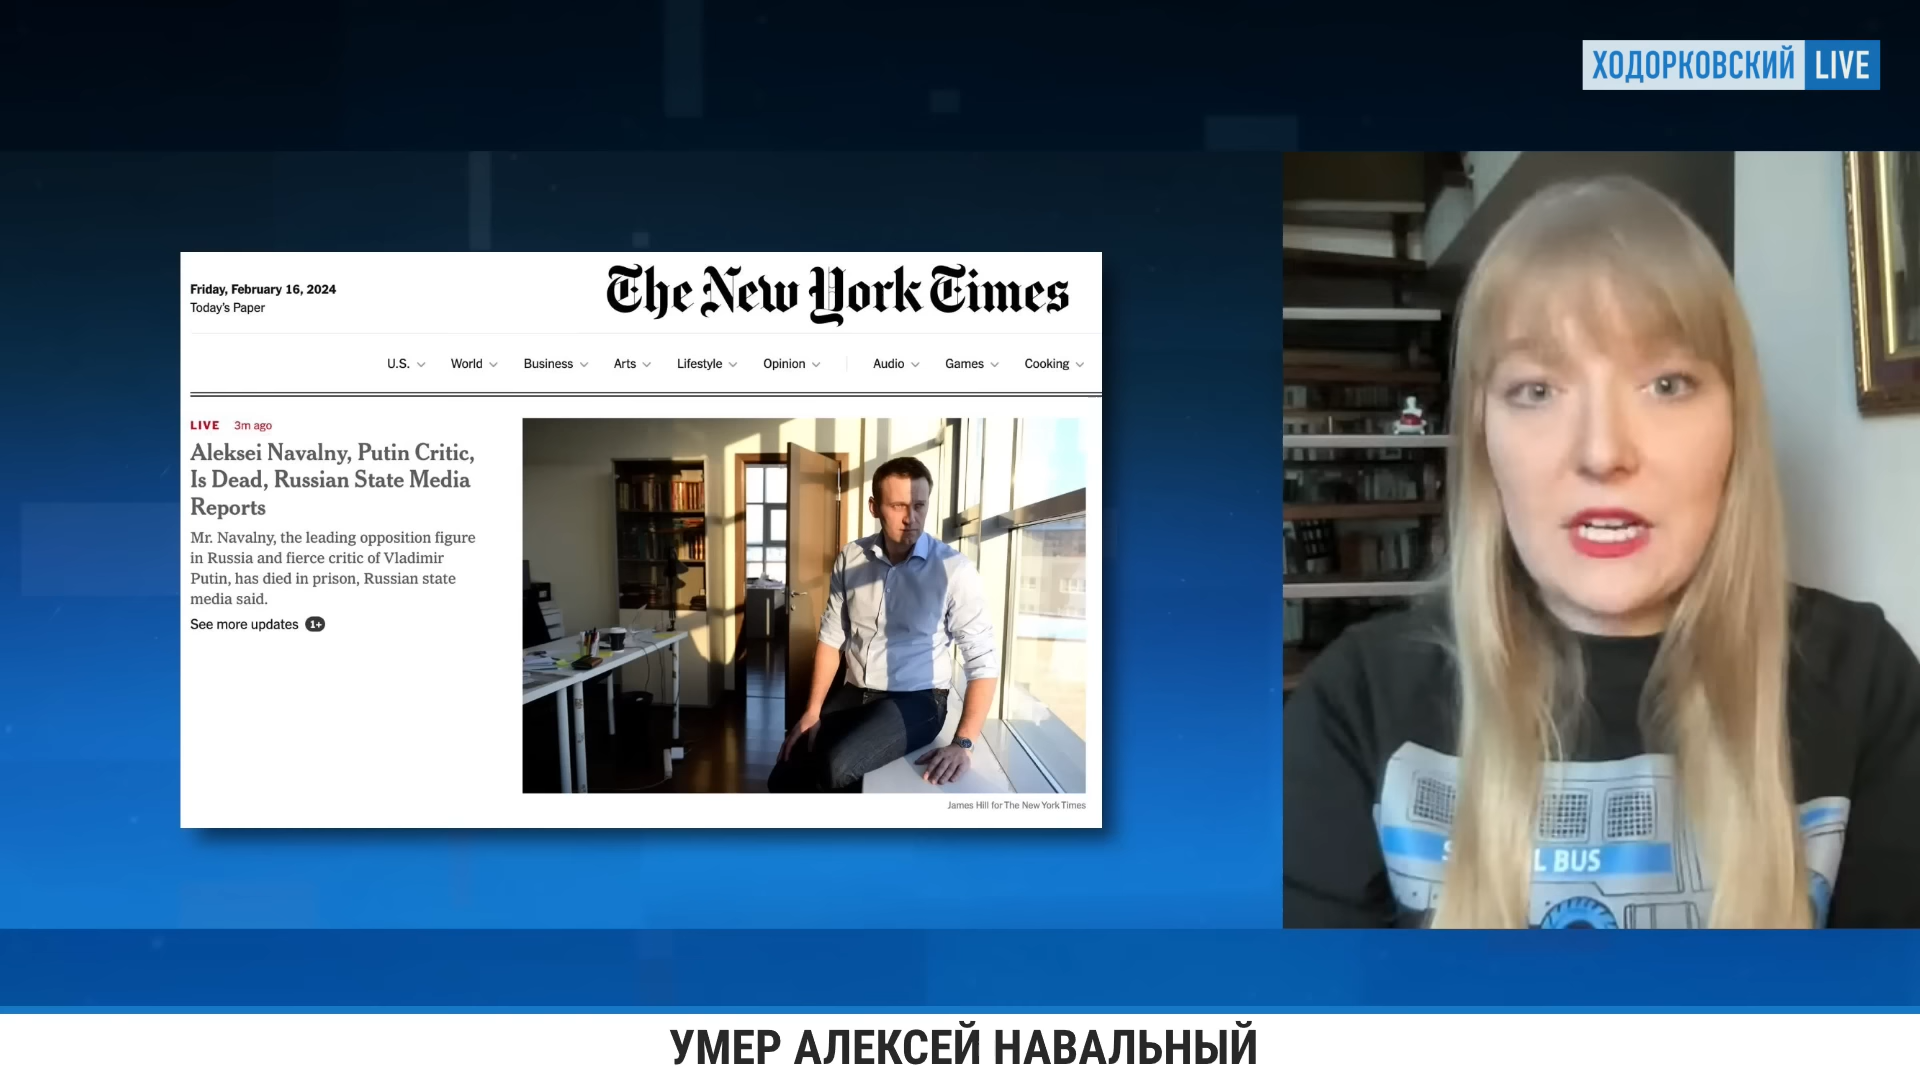 ХОДОРКОВСКИЙ LIVE
Friday, February 16, 2024
Today's Paper
The New York Times
U.S. World Business Arts Lifestyle Opinion Audio Games Cooking
LIVE 3m ago
Aleksei Navalny, Putin Critic,
Is Dead, Russian State Media
Reports
Mr. Navalny, the leading opposition figure
in Russia and fierce critic of Vladimir
Putin, has died in prison, Russian state
media said.
See more updates 1+
James Hill for The New York Times
BUS
УМЕР АЛЕКСЕЙ НАВАЛЬНЫЙ